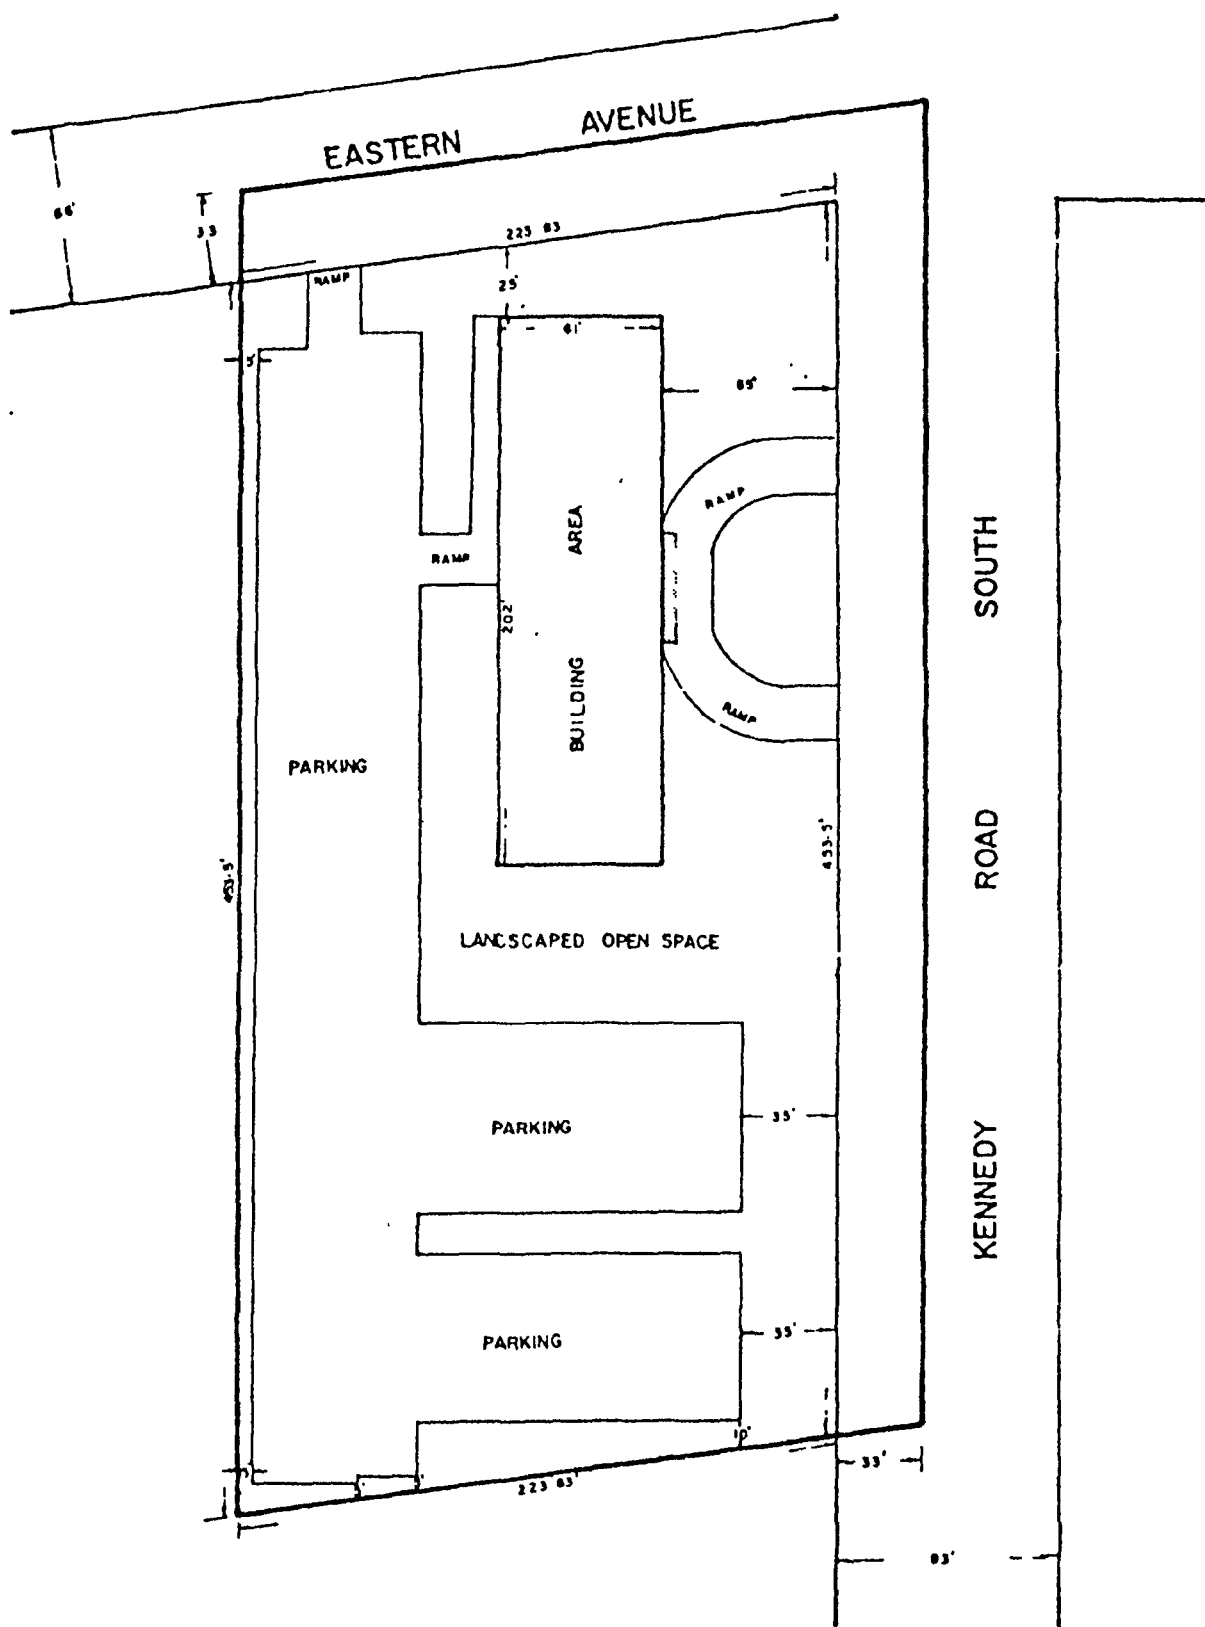 EASTERN AVENUE
66'
33
223 83
RAMP
25'
61'
5'
65'
RAMP
AREA
SOUTH
RAMP
202'
BUILDING
RAMP
PARKING
ROAD
453.5'
453.5'
LANDSCAPED OPEN SPACE
PARKING
35'
KENNEDY
PARKING
35'
10'
223 83'
33'
83'